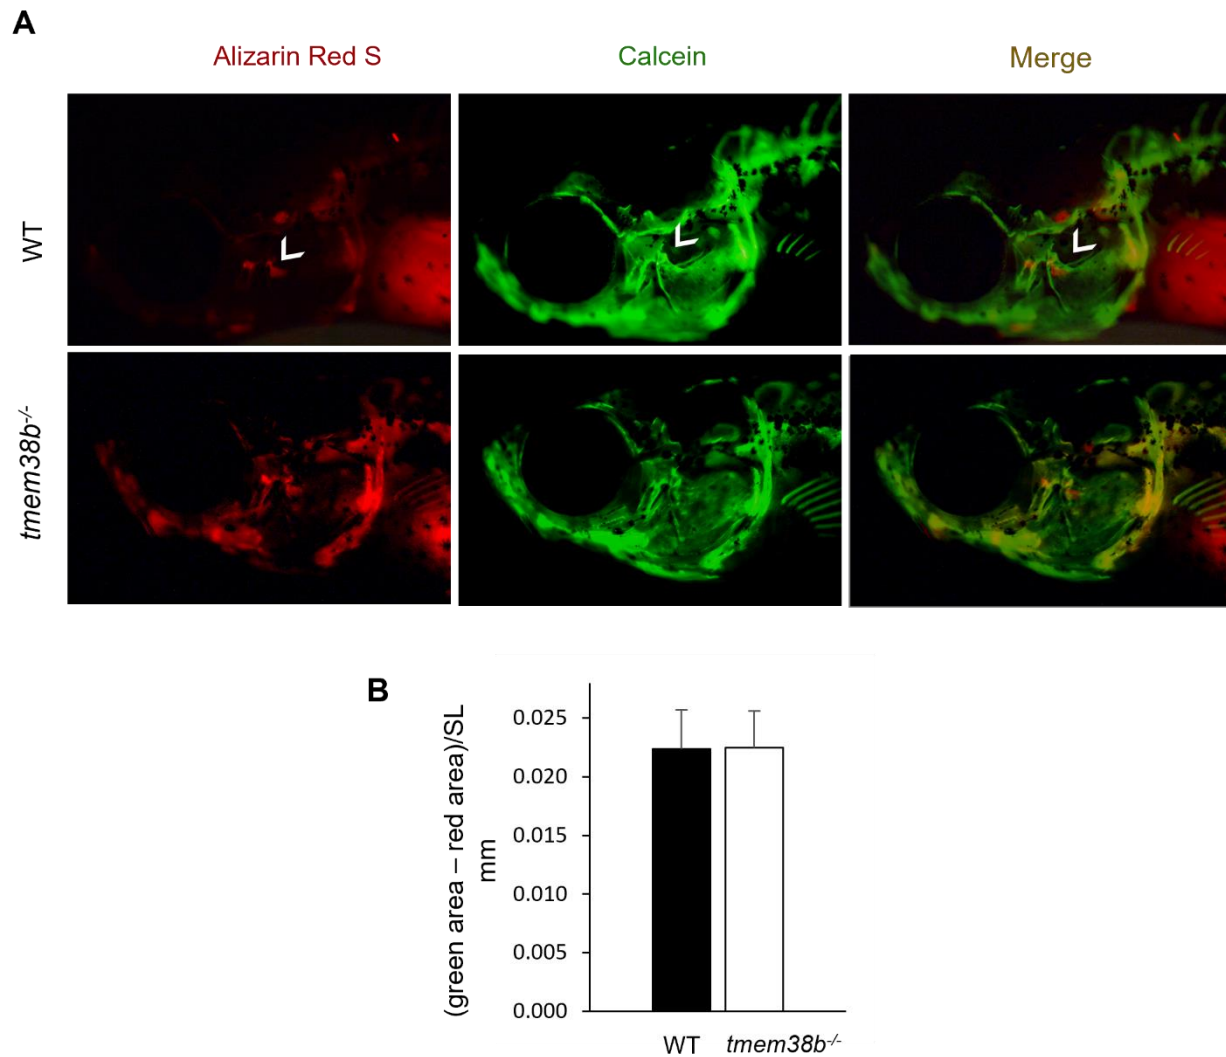 A
Alizarin Red S
Calcein
Merge
WT
tmem38b-/-
B
(green area – red area)/SL
mm
0.025
0.020
0.015
0.010
0.005
0.000
WT
tmem38b-/-